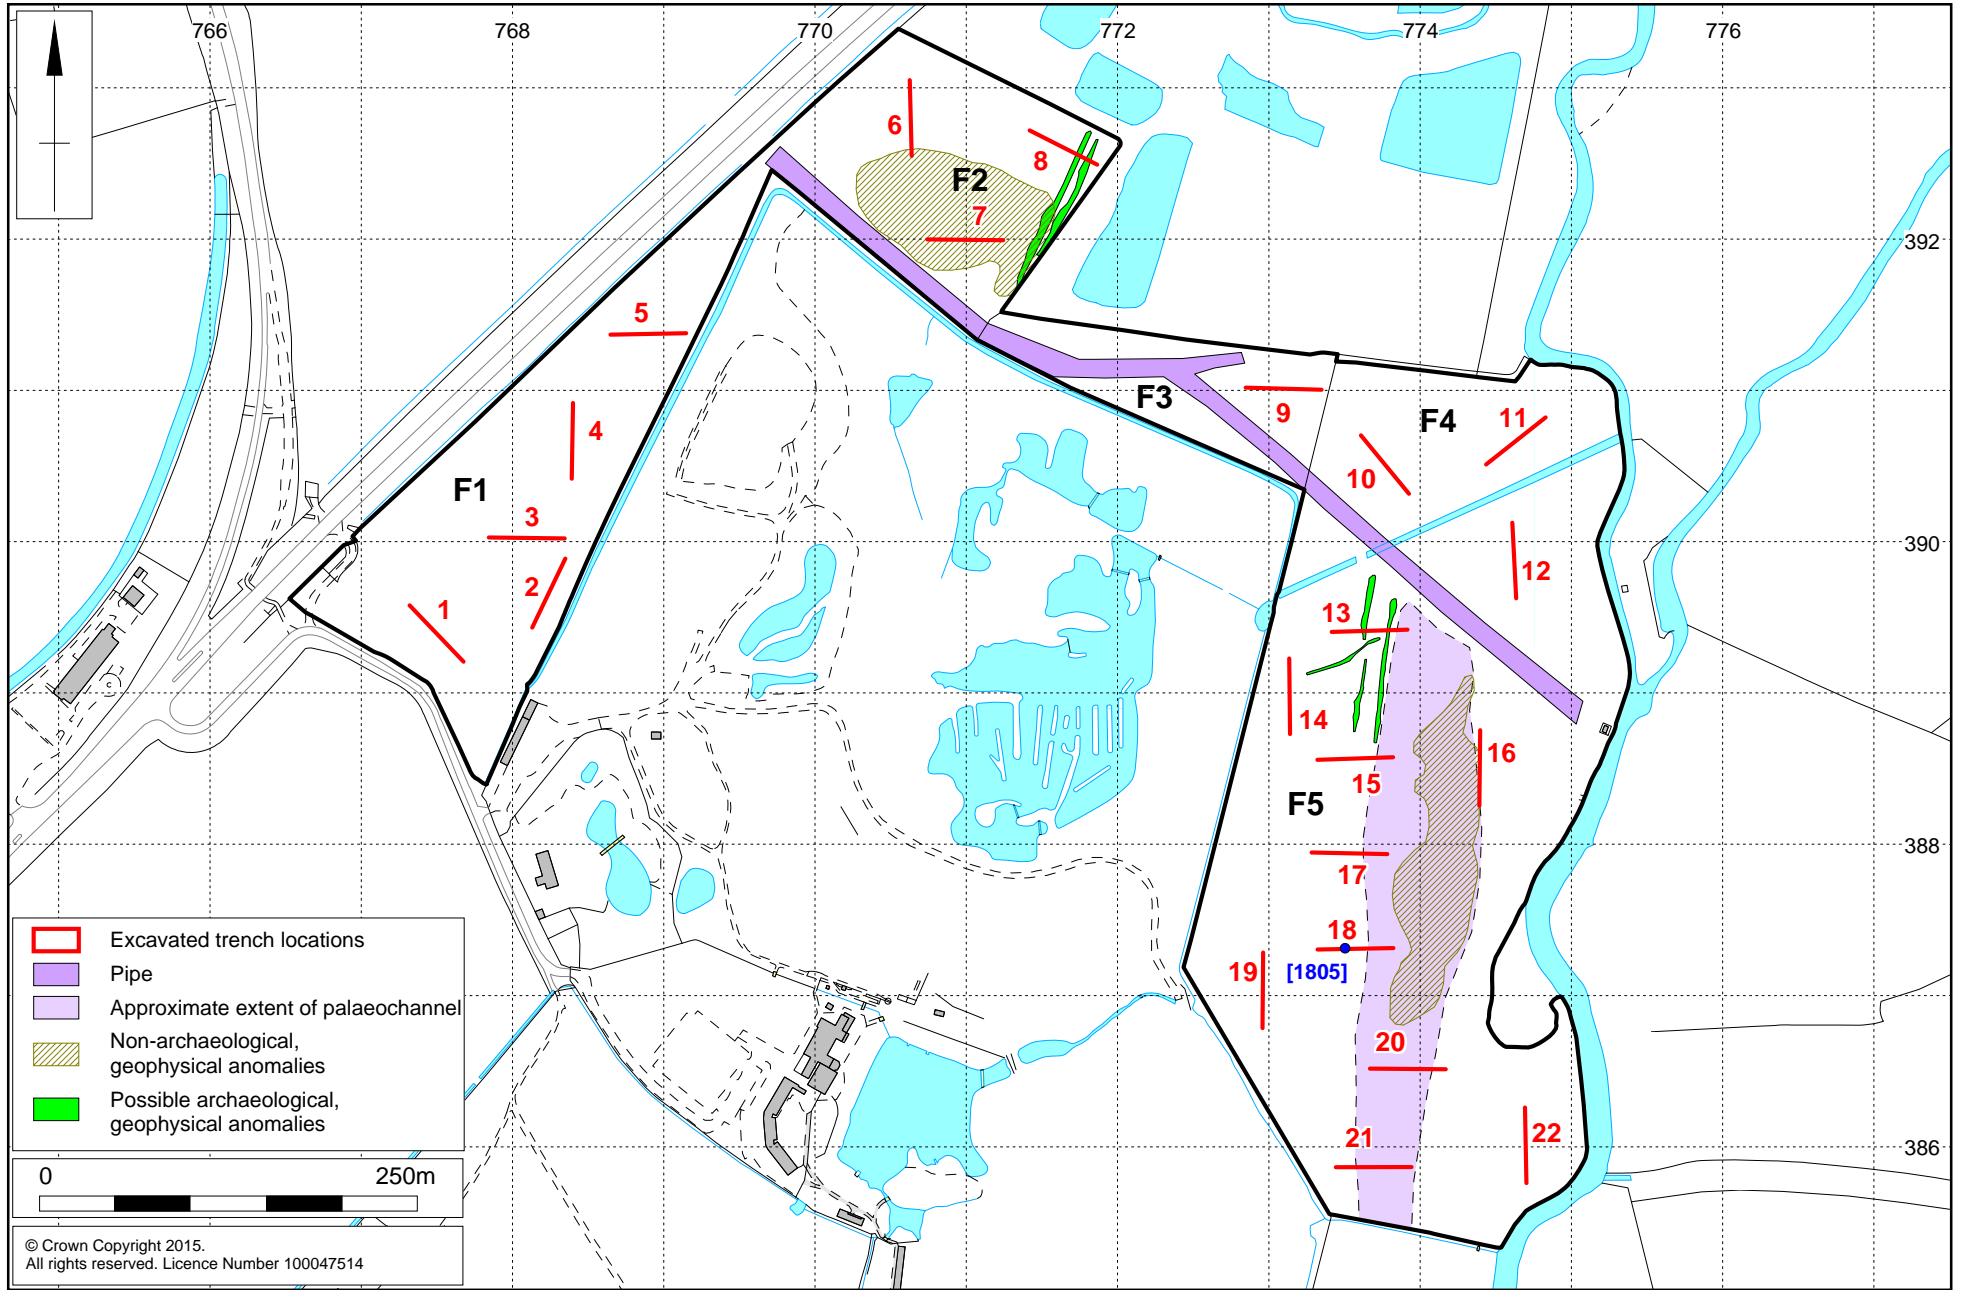 766
768
770
772
774
776
6
8
F2
7
392
5
9
F3
F4
11
4
10
F1
3
390
2
12
1
13
14
16
15
F5
388
17
18
19
[1805]
20
21
22
386
Excavated trench locations
Pipe
Approximate extent of palaeochannel
Non-archaeological,
geophysical anomalies
Possible archaeological,
geophysical anomalies
0 250m
© Crown Copyright 2015.
All rights reserved. Licence Number 100047514